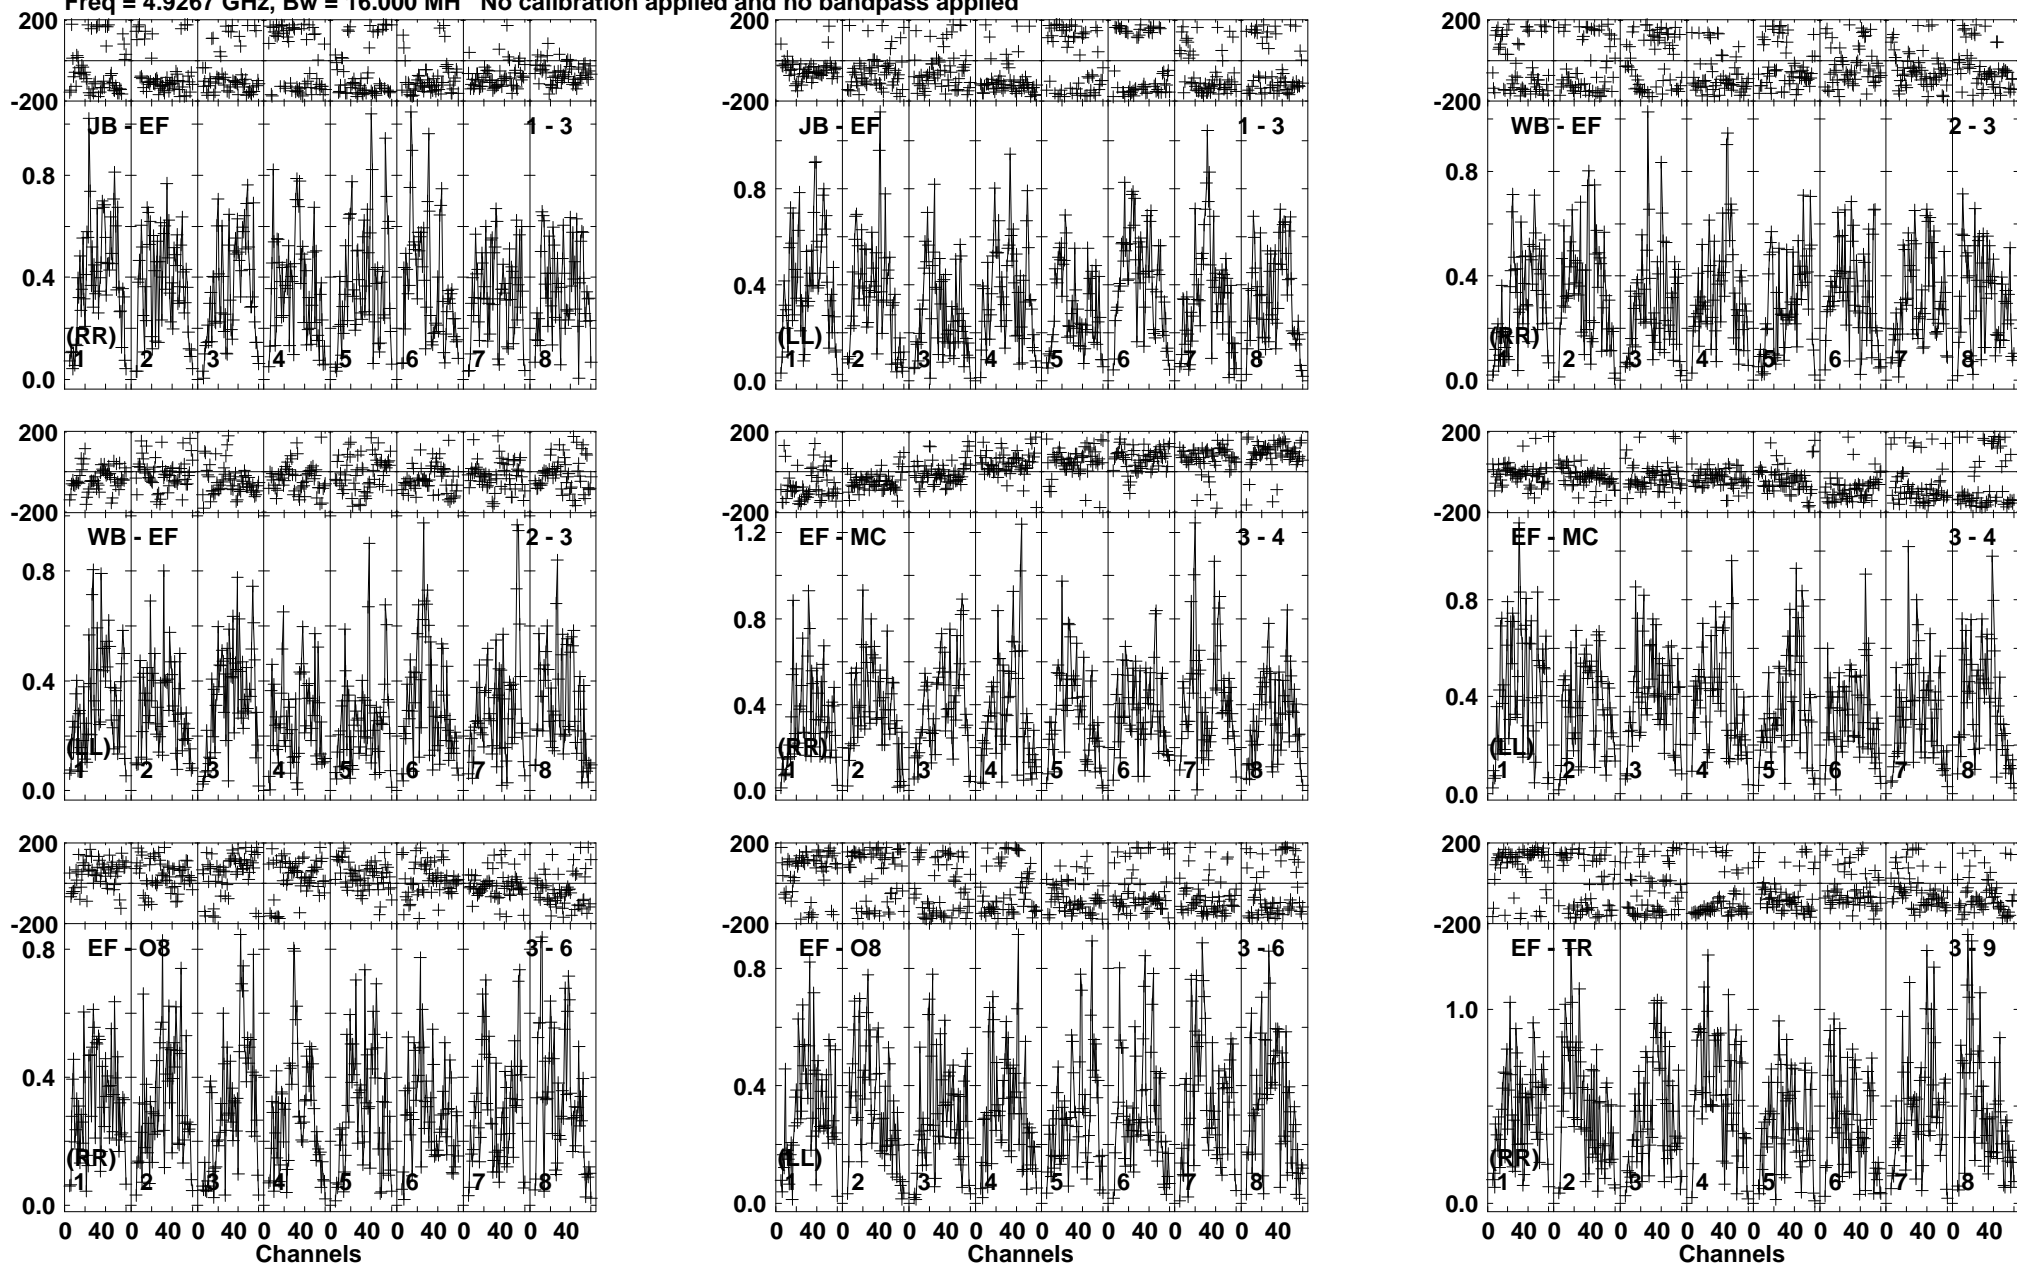 Freq = 4.9267 GHz, Bw = 16.000 MH No calibration applied and no bandpass applied
200 200 200
-200 -200 -200
JB - EF 1 - 3 JB - EF 1 - 3 WB - EF 2 - 3
0.8 0.8 0.8
0.4 0.4 0.4
(RR) (LL) (RR)
1 2 3 4 5 6 7 8 1 2 3 4 5 6 7 8 1 2 3 4 5 6 7 8
0.0 0.0 0.0
200 200 200
-200 -200 -200
WB - EF 2 - 3 1.2 EF - MC 3 - 4 EF - MC 3 - 4
0.8 0.8 0.8
0.4 0.4 0.4
(LL) (RR) (LL)
1 2 3 4 5 6 7 8 1 2 3 4 5 6 7 8 1 2 3 4 5 6 7 8
0.0 0.0 0.0
200 200 200
-200 -200 -200
EF - O8 3 - 6 EF - O8 3 - 6 EF - TR 3 - 9
0.8 0.8 1.0
0.4 0.4
(RR) (LL) (RR)
1 2 3 4 5 6 7 8 1 2 3 4 5 6 7 8 1 2 3 4 5 6 7 8
0.0 0.0 0.0
0 40 0 40 0 40 0 40 0 40 0 40 0 40 0 40 0 40 0 40 0 40 0 40 0 40 0 40 0 40 0 40 0 40 0 40 0 40 0 40 0 40 0 40 0 40 0 40
Channels Channels Channels